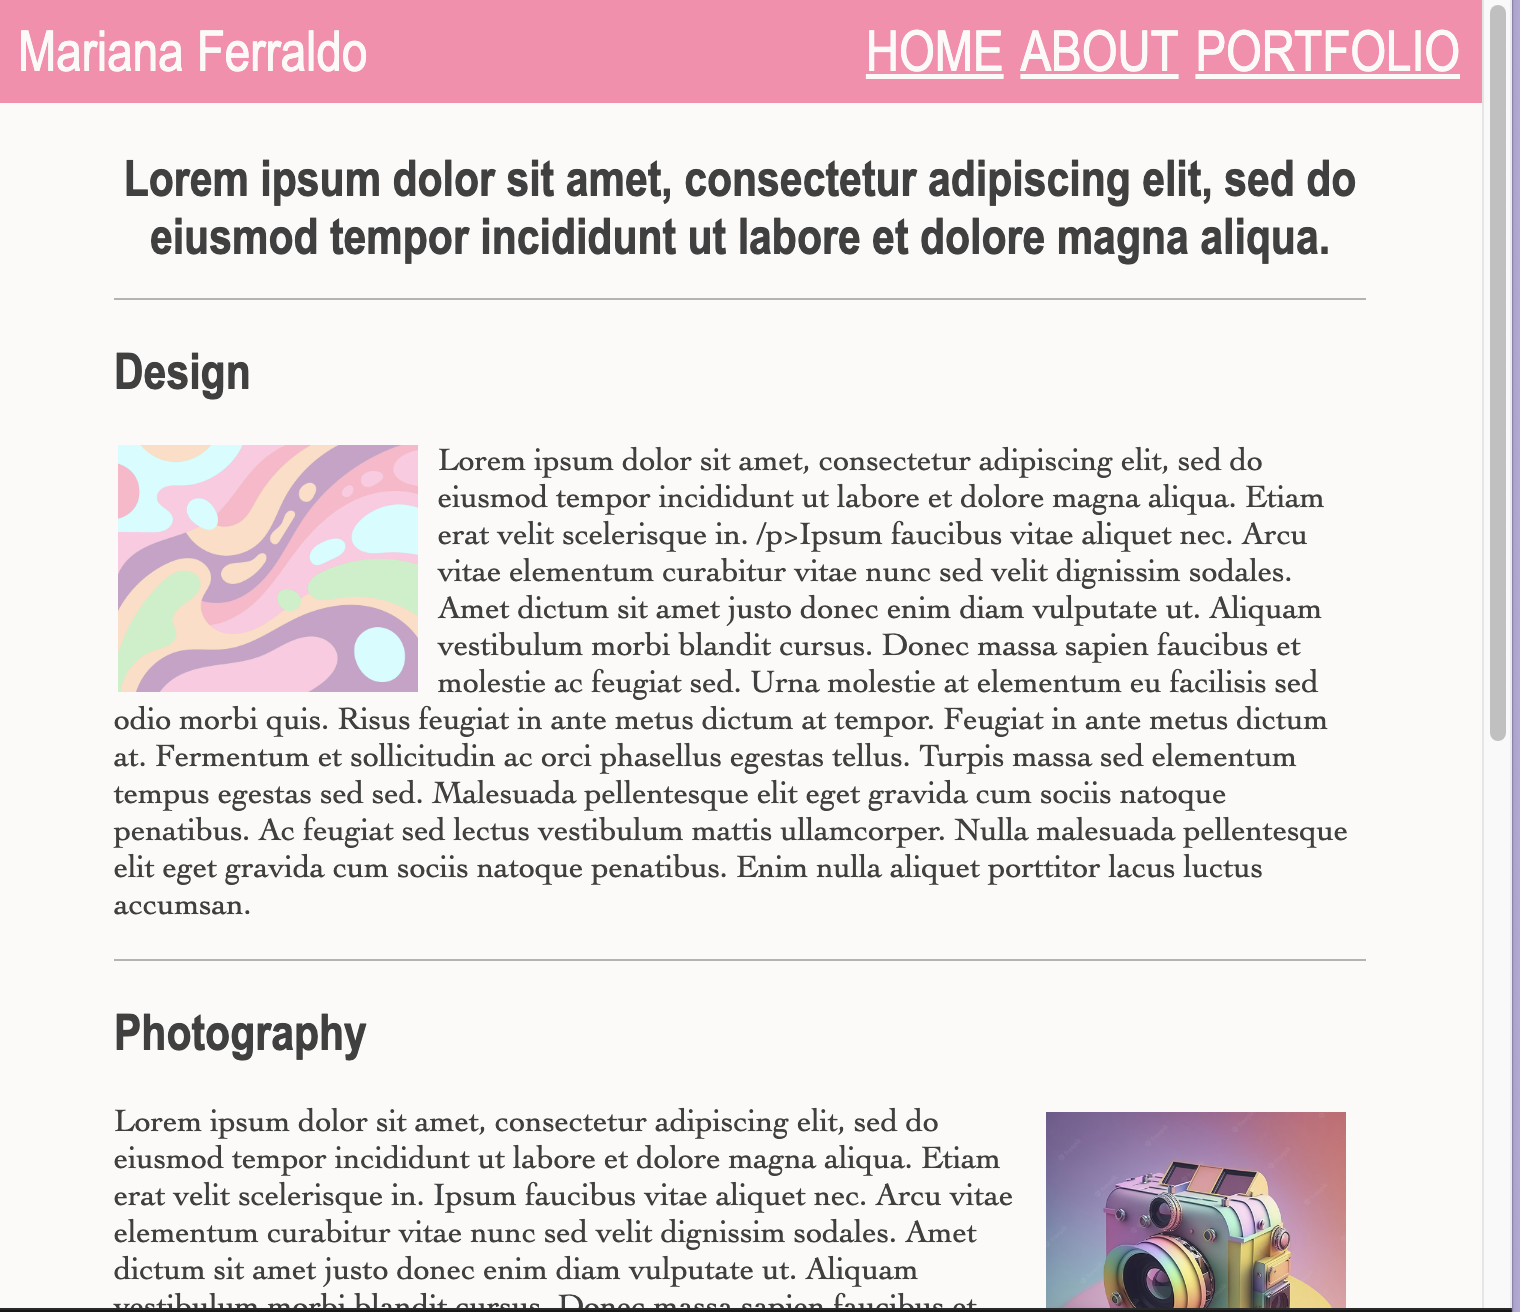 Mariana Ferraldo
HOME ABOUT PORTFOLIO
Lorem ipsum dolor sit amet, consectetur adipiscing elit, sed do
eiusmod tempor incididunt ut labore et dolore magna aliqua.
Design
Lorem ipsum dolor sit amet, consectetur adipiscing elit, sed do
eiusmod tempor incididunt ut labore et dolore magna aliqua. Etiam
erat velit scelerisque in. /p>Ipsum faucibus vitae aliquet nec. Arcu
vitae elementum curabitur vitae nunc sed velit dignissim sodales.
Amet dictum sit amet justo donec enim diam vulputate ut. Aliquam
vestibulum morbi blandit cursus. Donec massa sapien faucibus et
molestie ac feugiat sed. Urna molestie at elementum eu facilisis sed
odio morbi quis. Risus feugiat in ante metus dictum at tempor. Feugiat in ante metus dictum
at. Fermentum et sollicitudin ac orci phasellus egestas tellus. Turpis massa sed elementum
tempus egestas sed sed. Malesuada pellentesque elit eget gravida cum sociis natoque
penatibus. Ac feugiat sed lectus vestibulum mattis ullamcorper. Nulla malesuada pellentesque
elit eget gravida cum sociis natoque penatibus. Enim nulla aliquet porttitor lacus luctus
accumsan.
Photography
Lorem ipsum dolor sit amet, consectetur adipiscing elit, sed do
eiusmod tempor incididunt ut labore et dolore magna aliqua. Etiam
erat velit scelerisque in. Ipsum faucibus vitae aliquet nec. Arcu vitae
elementum curabitur vitae nunc sed velit dignissim sodales. Amet
dictum sit amet justo donec enim diam vulputate ut. Aliquam
vestibulum morbi blandit cursus. Donec massa sapien faucibus et